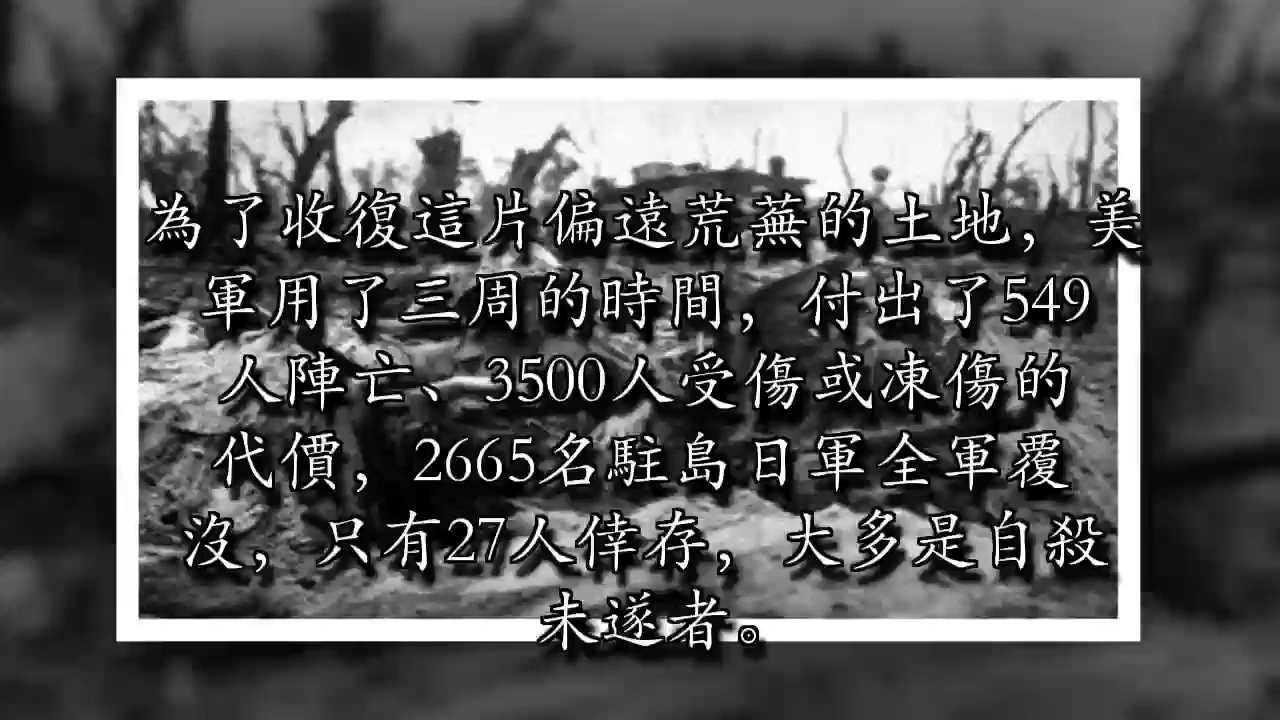 為了收復這片偏遠荒蕪的土地，美
軍用了三周的時間，付出了549
人陣亡、3500人受傷或凍傷的
代價，2665名駐島日軍全軍覆
沒，只有27人倖存，大多是自殺
未遂者。